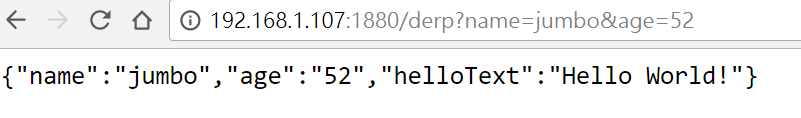 192.168.1.107:1880/derp?name=jumbo&age=52
{"name":"jumbo","age":"52","helloText":"Hello World!"}